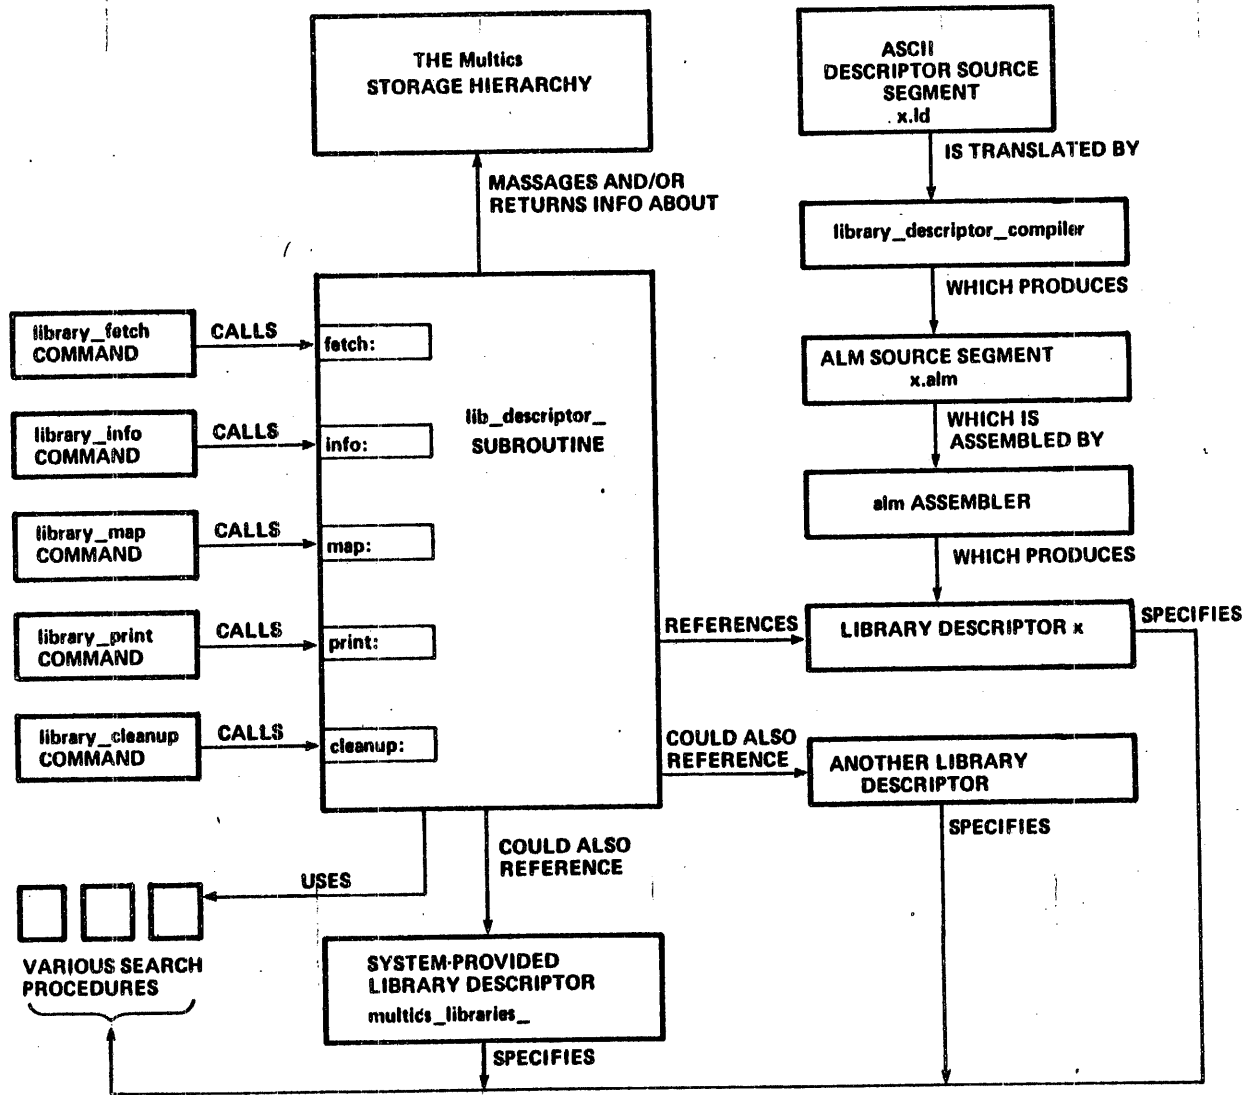 THE Multics
STORAGE HIERARCHY
ASCII
DESCRIPTOR SOURCE
SEGMENT
x.ld
IS TRANSLATED BY
MASSAGES AND/OR
RETURNS INFO ABOUT
library_descriptor_compiler
WHICH PRODUCES
library_fetch
COMMAND
CALLS
fetch:
ALM SOURCE SEGMENT
x.alm
WHICH IS
ASSEMBLED BY
library_info
COMMAND
CALLS
info:
lib_descriptor_
SUBROUTINE
alm ASSEMBLER
WHICH PRODUCES
library_map
COMMAND
CALLS
map:
library_print
COMMAND
CALLS
print:
REFERENCES
LIBRARY DESCRIPTOR x
SPECIFIES
library_cleanup
COMMAND
CALLS
cleanup:
COULD ALSO
REFERENCE
ANOTHER LIBRARY
DESCRIPTOR
SPECIFIES
COULD ALSO
REFERENCE
USES
VARIOUS SEARCH
PROCEDURES
SYSTEM-PROVIDED
LIBRARY DESCRIPTOR
multics_libraries_
SPECIFIES